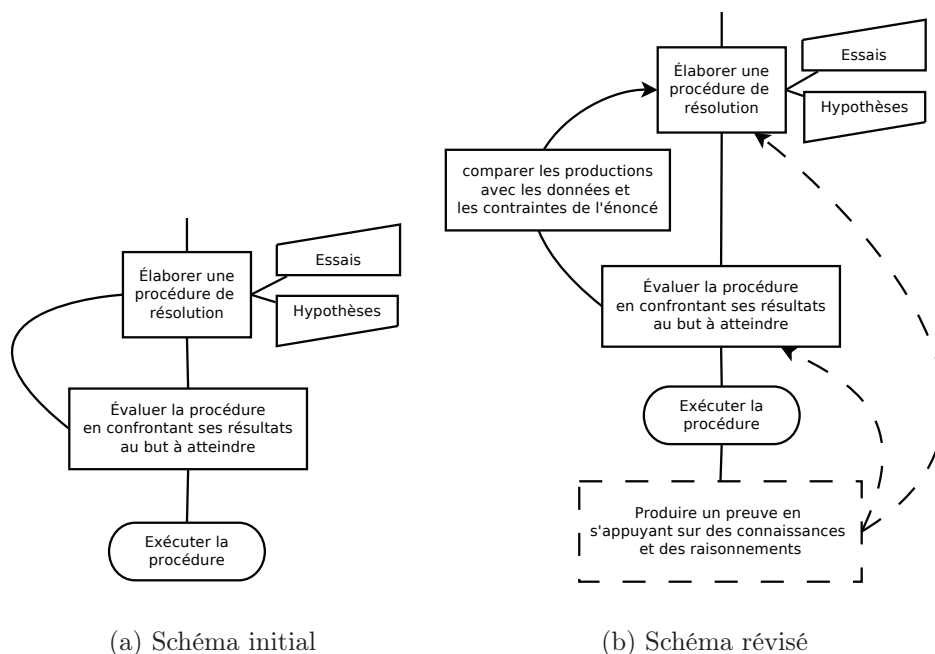 Élaborer une
procédure de
résolution
Essais
Hypothèses
Évaluer la procédure
en confrontant ses résultats
au but à atteindre
Exécuter la
procédure
(a) Schéma initial
Élaborer une
procédure de
résolution
Essais
Hypothèses
comparer les productions
avec les données et
les contraintes de l'énoncé
Évaluer la procédure
en confrontant ses résultats
au but à atteindre
Exécuter la
procédure
Produire un preuve en
s'appuyant sur des connaissances
et des raisonnements
(b) Schéma révisé